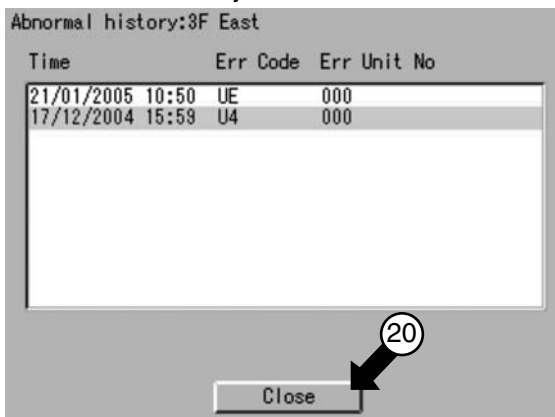 Abnormal history:3F East
Time Err Code Err Unit No
21/01/2005 10:50 UE 000
17/12/2004 15:59 U4 000
20
Close